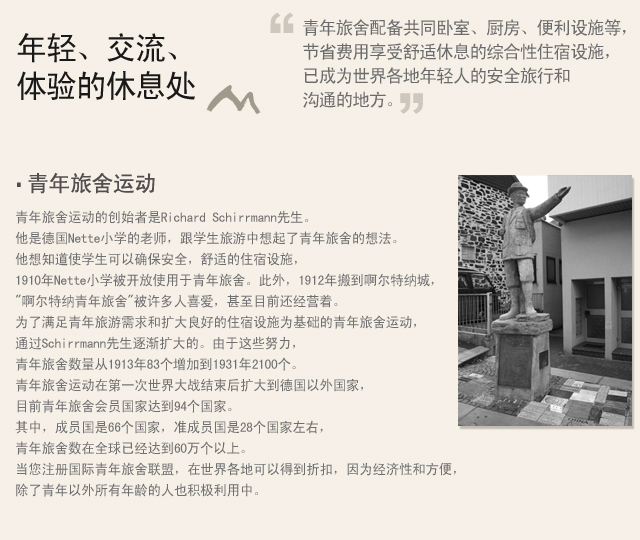 年轻、交流、
体验的休息处
“青年旅舍配备共同卧室、厨房、便利设施等，
节省费用享受舒适休息的综合性住宿设施，
已成为世界各地年轻人的安全旅行和
沟通的地方。”
· 青年旅舍运动
青年旅舍运动的创始者是Richard Schirrmann先生。
他是德国Nette小学的老师，跟学生旅游中想起了青年旅舍的想法。
他想知道使学生可以确保安全，舒适的住宿设施，
1910年Nette小学被开放使用于青年旅舍。此外，1912年搬到啊尔特纳城，
"啊尔特纳青年旅舍"被许多人喜爱，甚至目前还经营着。
为了满足青年旅游需求和扩大良好的住宿设施为基础的青年旅舍运动，
通过Schirrmann先生逐渐扩大的。由于这些努力，
青年旅舍数量从1913年83个增加到1931年2100个。
青年旅舍运动在第一次世界大战结束后扩大到德国以外国家，
目前青年旅舍会员国家达到94个国家。
其中，成员国是66个国家，准成员国是28个国家左右，
青年旅舍数在全球已经达到60万个以上。
当您注册国际青年旅舍联盟，在世界各地可以得到折扣，因为经济性和方便，
除了青年以外所有年龄的人也积极利用中。